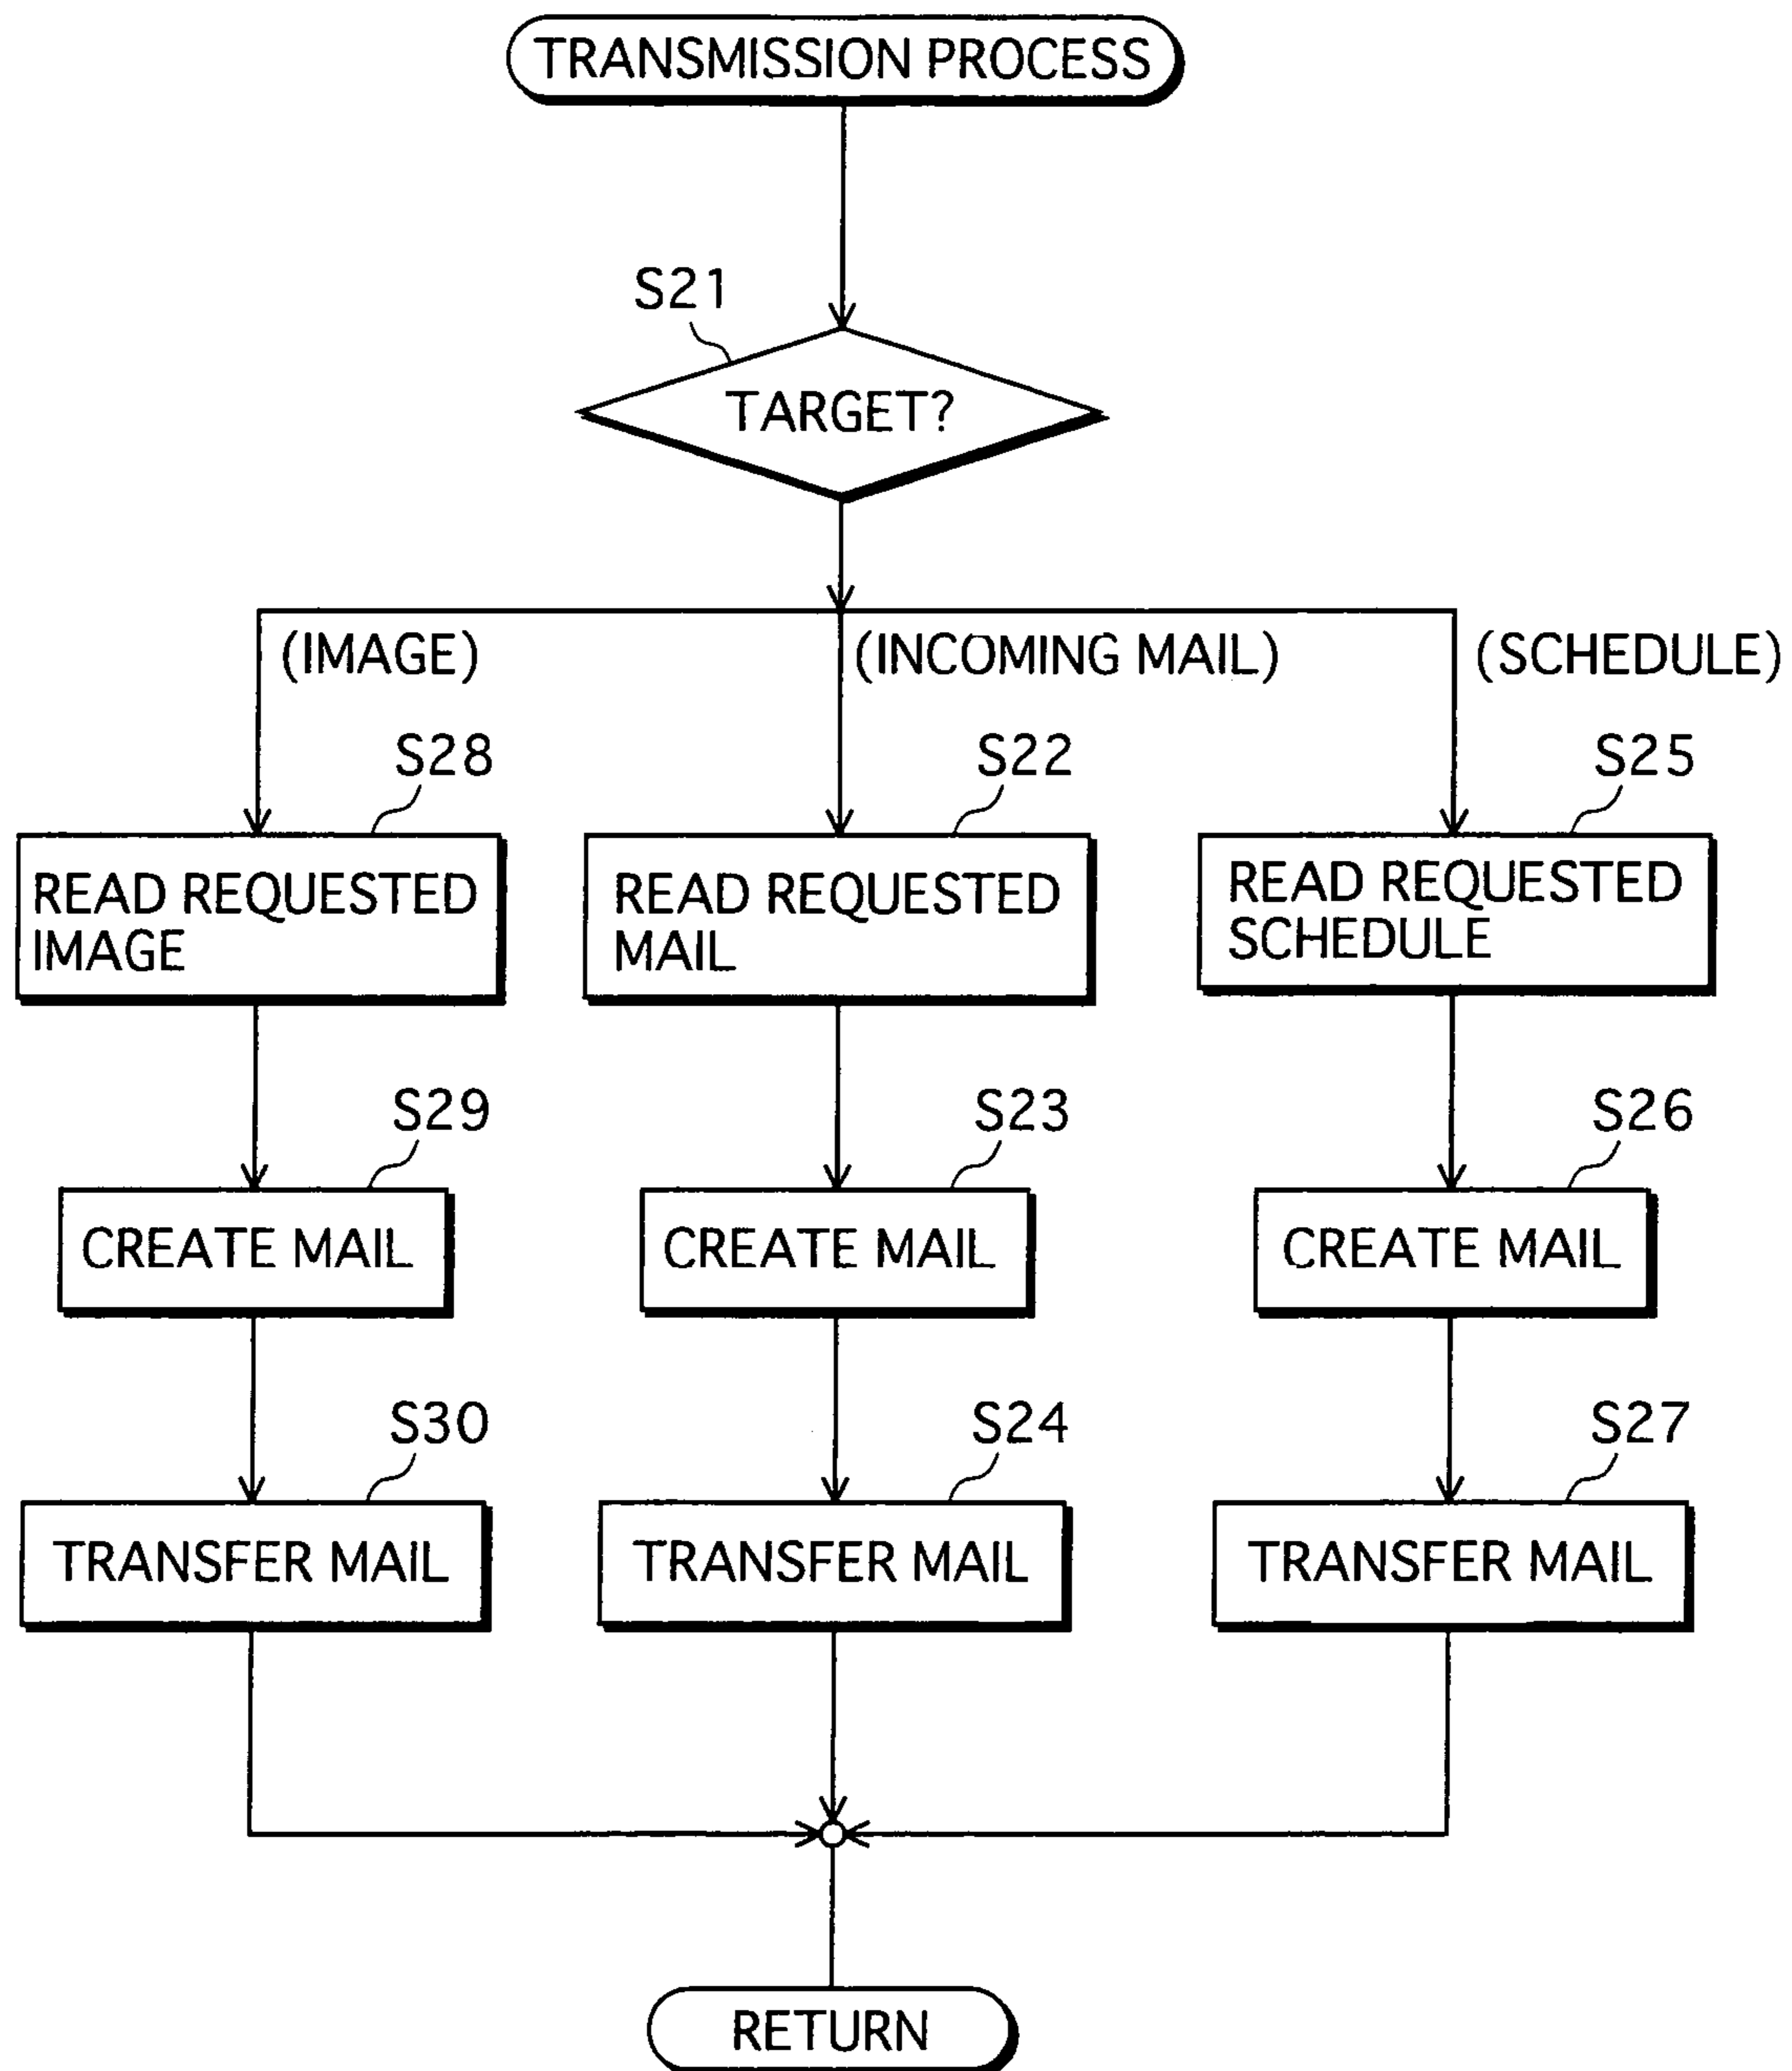 TRANSMISSION PROCESS
S21
TARGET?
(IMAGE)
(INCOMING MAIL)
(SCHEDULE)
S28
S22
S25
READ REQUESTED
IMAGE
READ REQUESTED
MAIL
READ REQUESTED
SCHEDULE
S29
S23
S26
CREATE MAIL
CREATE MAIL
CREATE MAIL
S30
S24
S27
TRANSFER MAIL
TRANSFER MAIL
TRANSFER MAIL
RETURN